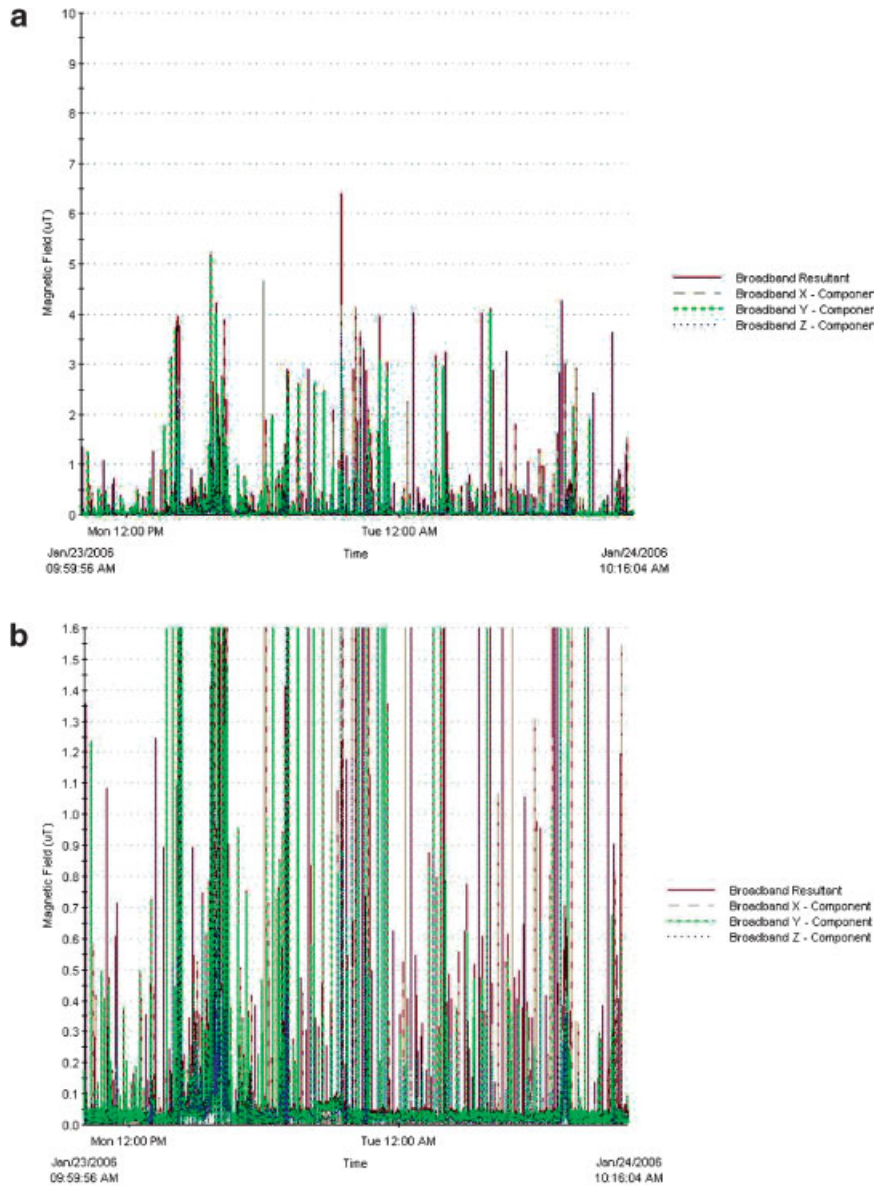 a
10
9
8
7
6
5
4
3
2
1
0
Magnetic Field (uT)
Mon 12:00 PM
Tue 12:00 AM
Jan/23/2006
09:59:56 AM
Time
Jan/24/2006
10:16:04 AM
Broadband Resultant
Broadband X - Componen
Broadband Y - Componen
Broadband Z - Componen
b
1.6
1.5
1.4
1.3
1.2
1.1
1.0
0.9
0.8
0.7
0.6
0.5
0.4
0.3
0.2
0.1
0.0
Magnetic Field (uT)
Mon 12:00 PM
Tue 12:00 AM
Jan/23/2006
09:59:56 AM
Time
Jan/24/2006
10:16:04 AM
Broadband Resultant
Broadband X - Component
Broadband Y - Component
Broadband Z - Component